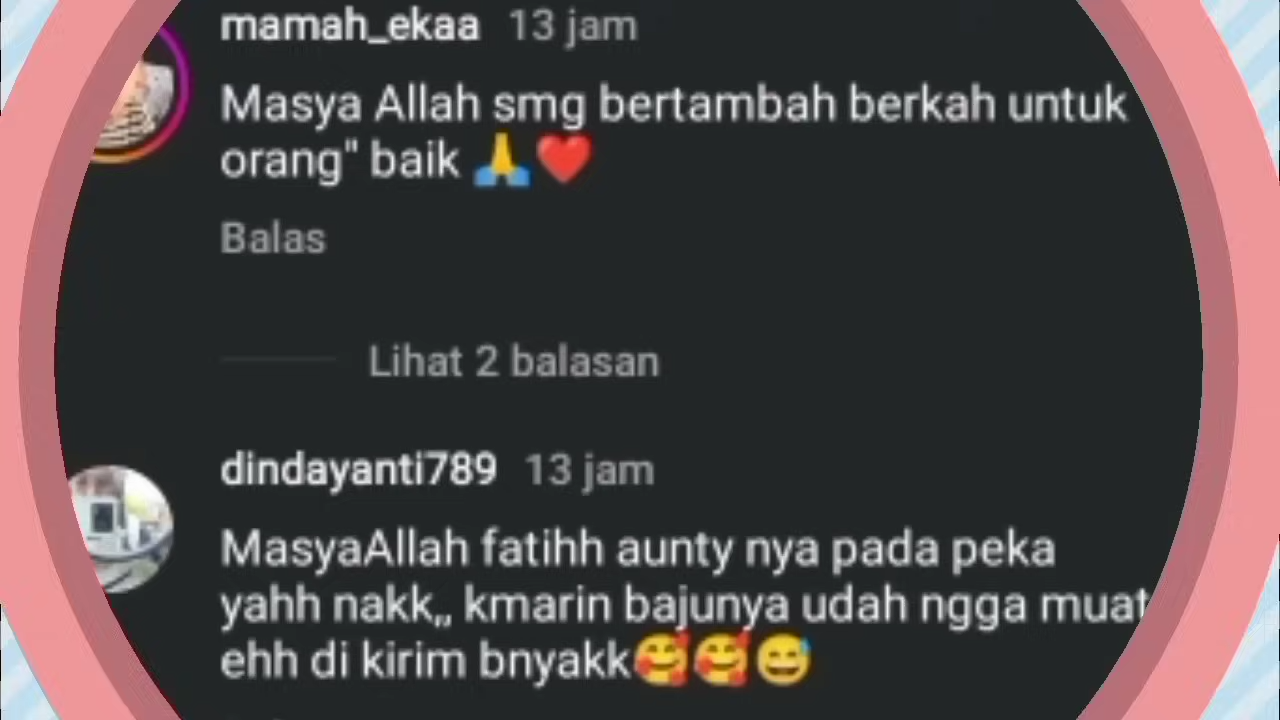 mamah_ekaa 13 jam
Masya Allah smg bertambah berkah untuk
orang" baik 🙏❤️
Balas
Lihat 2 balasan
dindayanti789 13 jam
MasyaAllah fatihh aunty nya pada peka
yahh nakk,, kmarin bajunya udah ngga muat
ehh di kirim bnyakk🥰🥰😅